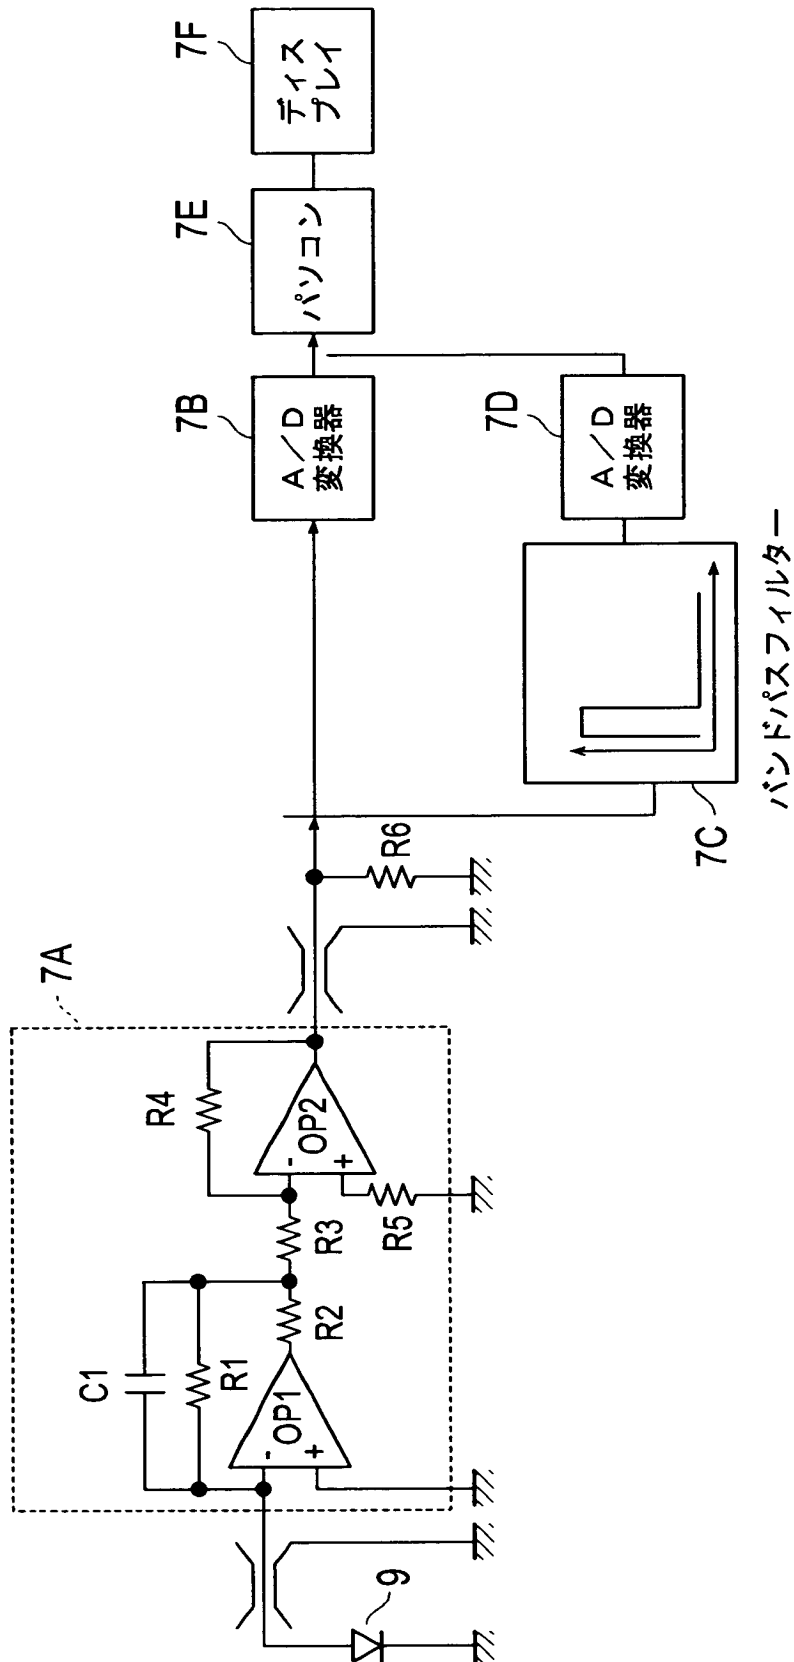 9
C1
R1
OP1
-
+
R2
R3
R4
OP2
-
+
R5
7A
R6
7B
A/D
変換器
7C
バンドパスフィルター
7D
A/D
変換器
7E
パソコン
7F
ディス
プレイ